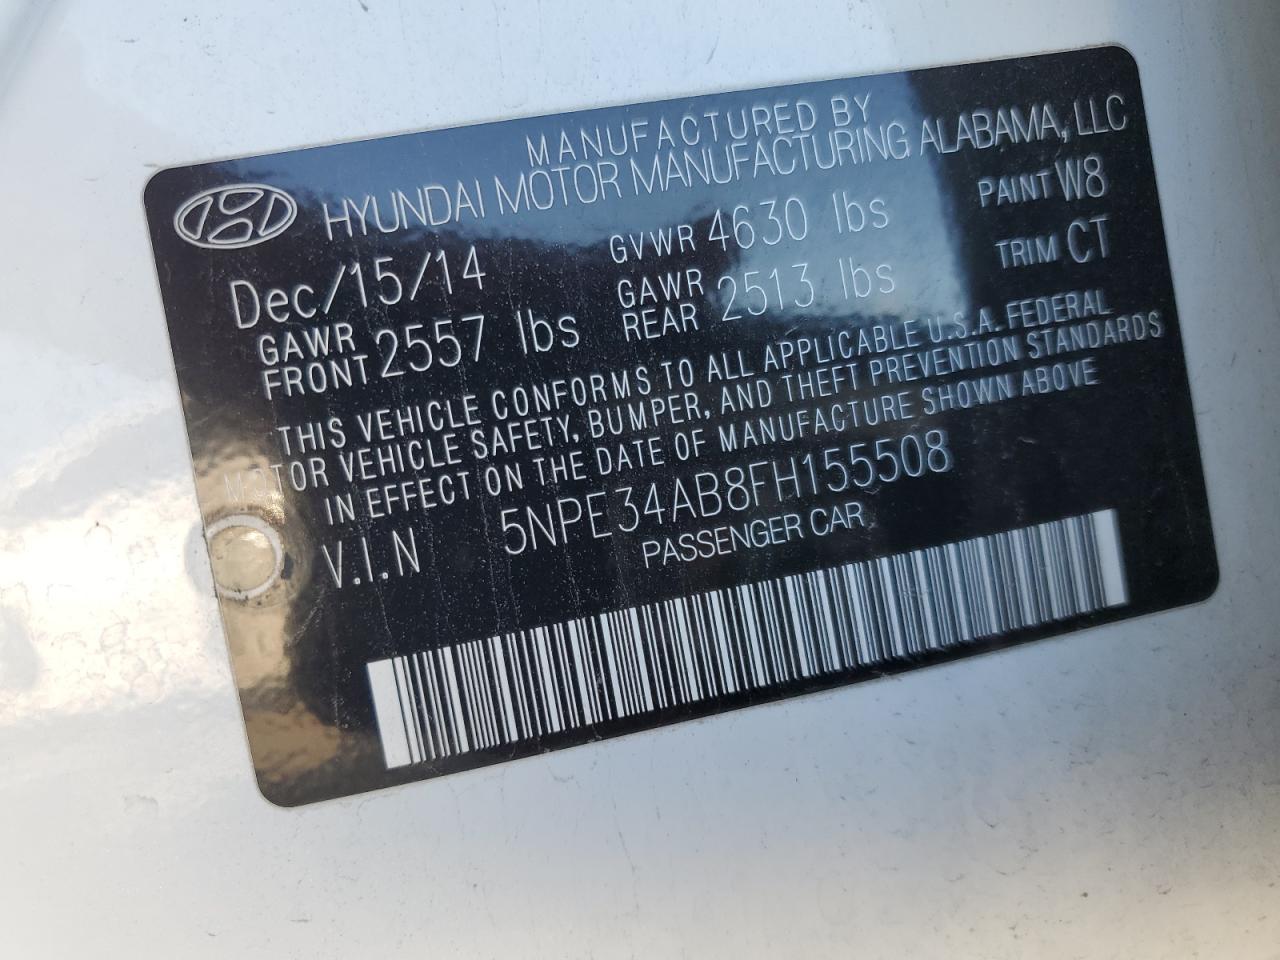 MANUFACTURED BY
HYUNDAI MOTOR MANUFACTURING ALABAMA, LLC
Dec/15/14 GVWR 4630 lbs PAINT W8
GAWR FRONT 2557 lbs GAWR REAR 2513 lbs TRIM CT
THIS VEHICLE CONFORMS TO ALL APPLICABLE U.S.A. FEDERAL
MOTOR VEHICLE SAFETY, BUMPER, AND THEFT PREVENTION STANDARDS
IN EFFECT ON THE DATE OF MANUFACTURE SHOWN ABOVE
V.I.N 5NPE34AB8FH155508
PASSENGER CAR